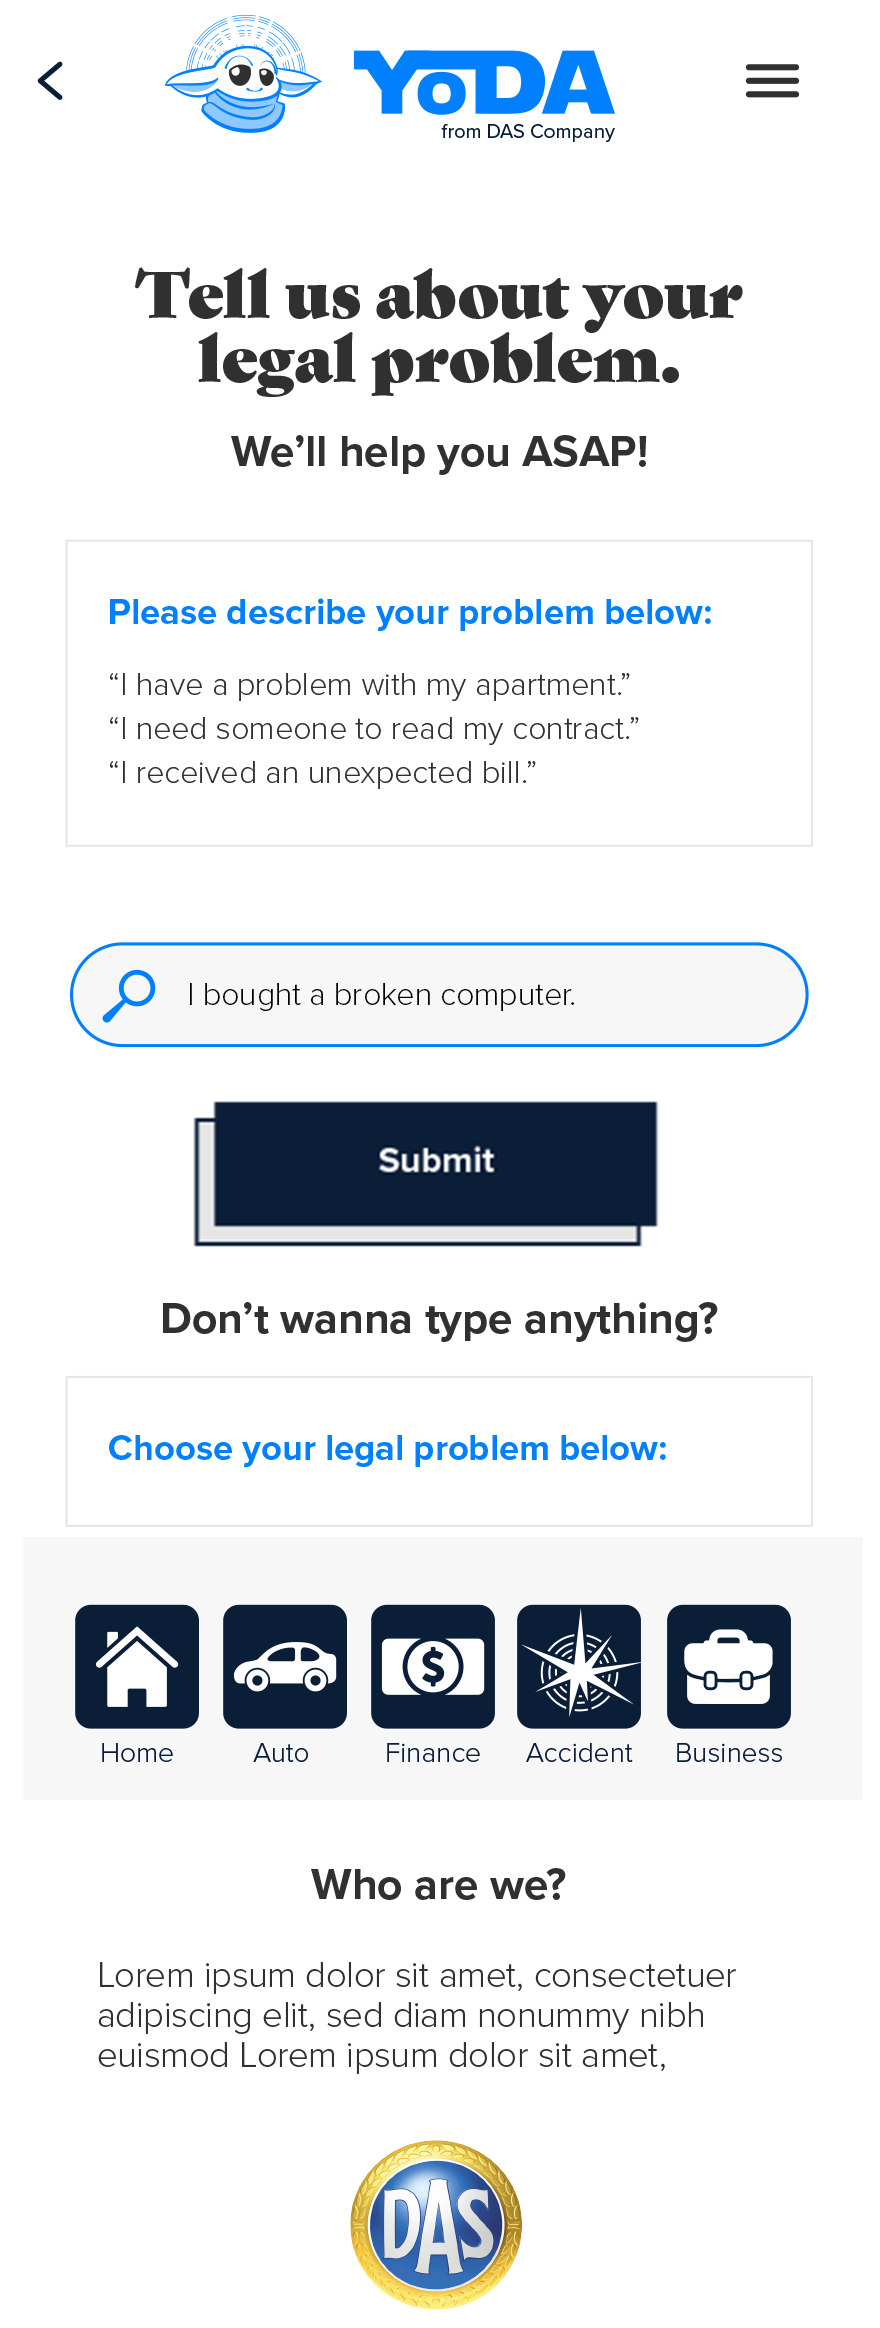 YoDA
from DAS Company
Tell us about your
legal problem.
We’ll help you ASAP!
Please describe your problem below:
“I have a problem with my apartment.”
“I need someone to read my contract.”
“I received an unexpected bill.”
I bought a broken computer.
Submit
Don’t wanna type anything?
Choose your legal problem below:
$
Home Auto Finance Accident Business
Who are we?
Lorem ipsum dolor sit amet, consectetuer
adipiscing elit, sed diam nonummy nibh
euismod Lorem ipsum dolor sit amet,
DAS